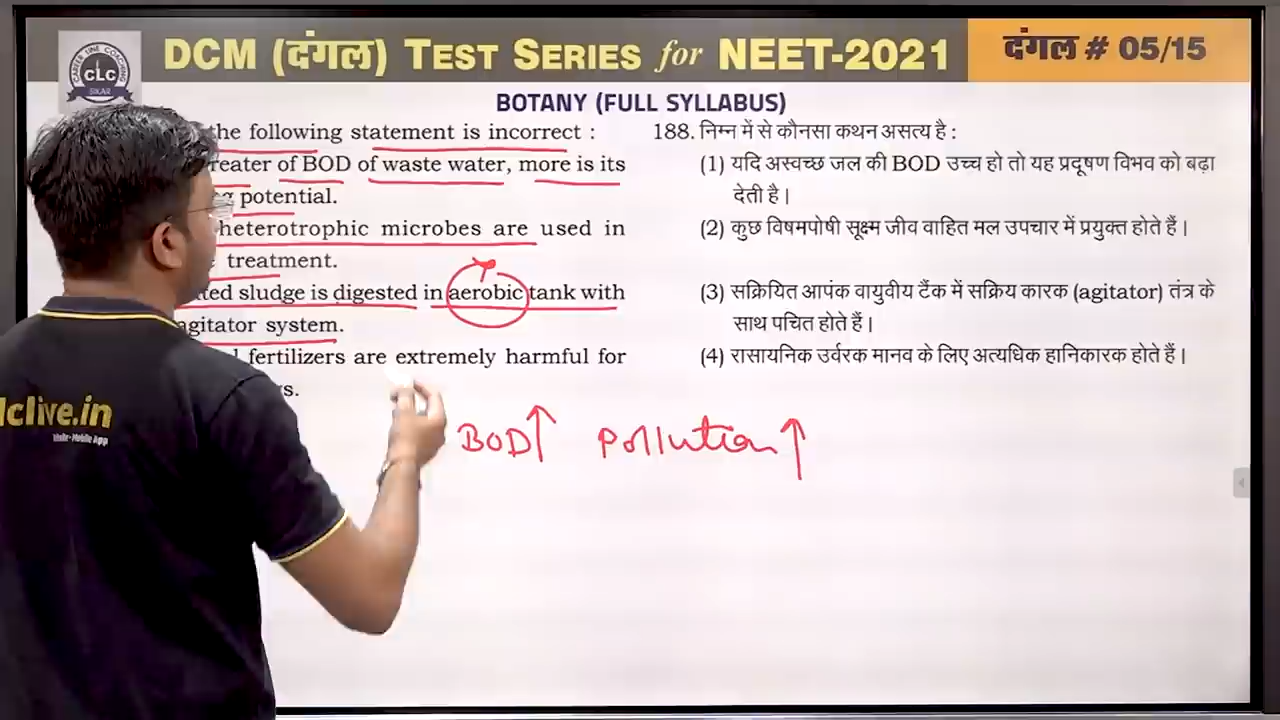 DCM (दंगल) TEST SERIES for NEET-2021
दंगल # 05/15
CAREER LINE COACHING
CLC
SIKAR
BOTANY (FULL SYLLABUS)
the following statement is incorrect :
reater of BOD of waste water, more is its
g potential.
heterotrophic microbes are used in
treatment.
ted sludge is digested in aerobic tank with
agitator system.
l fertilizers are extremely harmful for
s.
188. निम्न में से कौनसा कथन असत्य है :
(1) यदि अस्वच्छ जल की BOD उच्च हो तो यह प्रदूषण विभव को बढ़ा
देती है।
(2) कुछ विषमपोषी सूक्ष्म जीव वाहित मल उपचार में प्रयुक्त होते हैं।
(3) सक्रियित आपंक वायुवीय टैंक में सक्रिय कारक (agitator) तंत्र के
साथ पचित होते हैं।
(4) रासायनिक उर्वरक मानव के लिए अत्यधिक हानिकारक होते हैं।
BOD↑ Pollution ↑
lclive.in